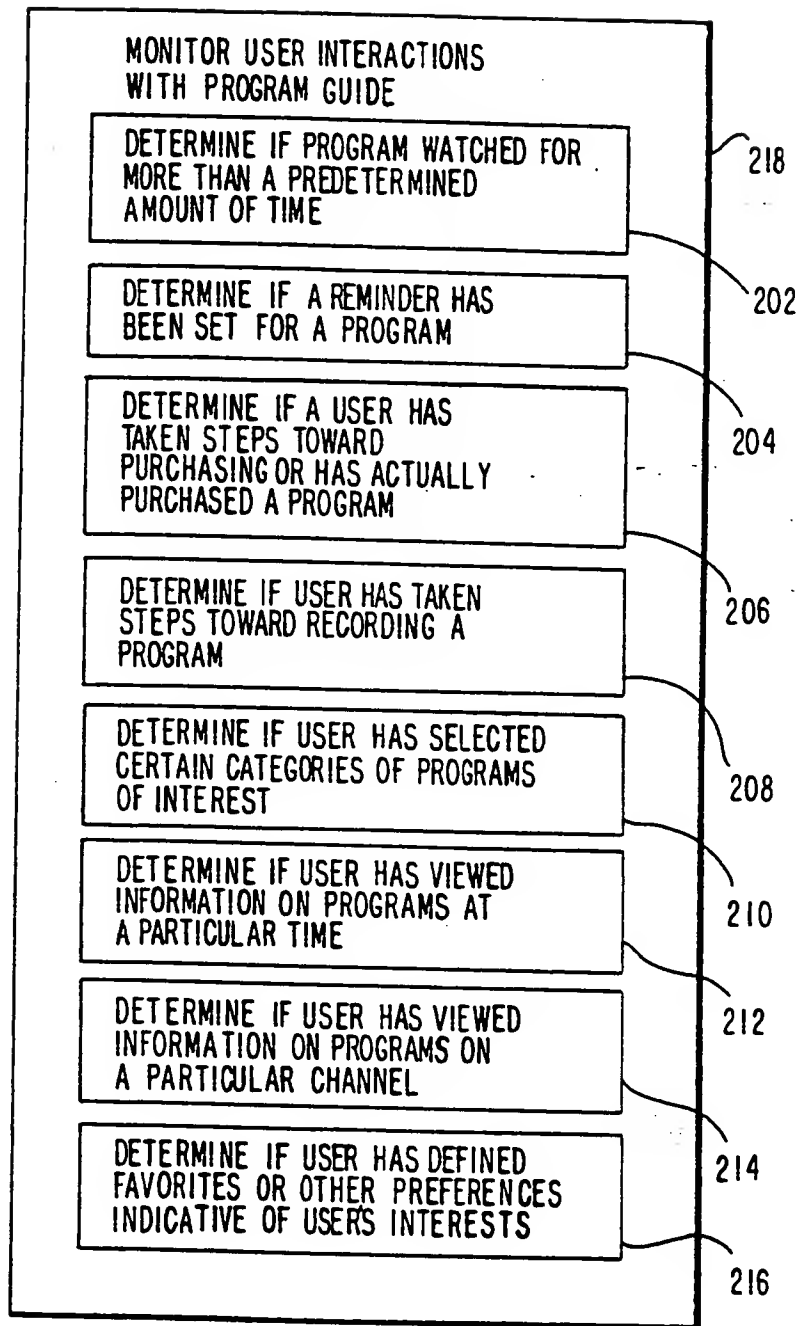 MONITOR USER INTERACTIONS
WITH PROGRAM GUIDE
218
DETERMINE IF PROGRAM WATCHED FOR
MORE THAN A PREDETERMINED
AMOUNT OF TIME
202
DETERMINE IF A REMINDER HAS
BEEN SET FOR A PROGRAM
204
DETERMINE IF A USER HAS
TAKEN STEPS TOWARD
PURCHASING OR HAS ACTUALLY
PURCHASED A PROGRAM
206
DETERMINE IF USER HAS TAKEN
STEPS TOWARD RECORDING A
PROGRAM
208
DETERMINE IF USER HAS SELECTED
CERTAIN CATEGORIES OF PROGRAMS
OF INTEREST
210
DETERMINE IF USER HAS VIEWED
INFORMATION ON PROGRAMS AT
A PARTICULAR TIME
212
DETERMINE IF USER HAS VIEWED
INFORMATION ON PROGRAMS ON
A PARTICULAR CHANNEL
214
DETERMINE IF USER HAS DEFINED
FAVORITES OR OTHER PREFERENCES
INDICATIVE OF USER'S INTERESTS
216